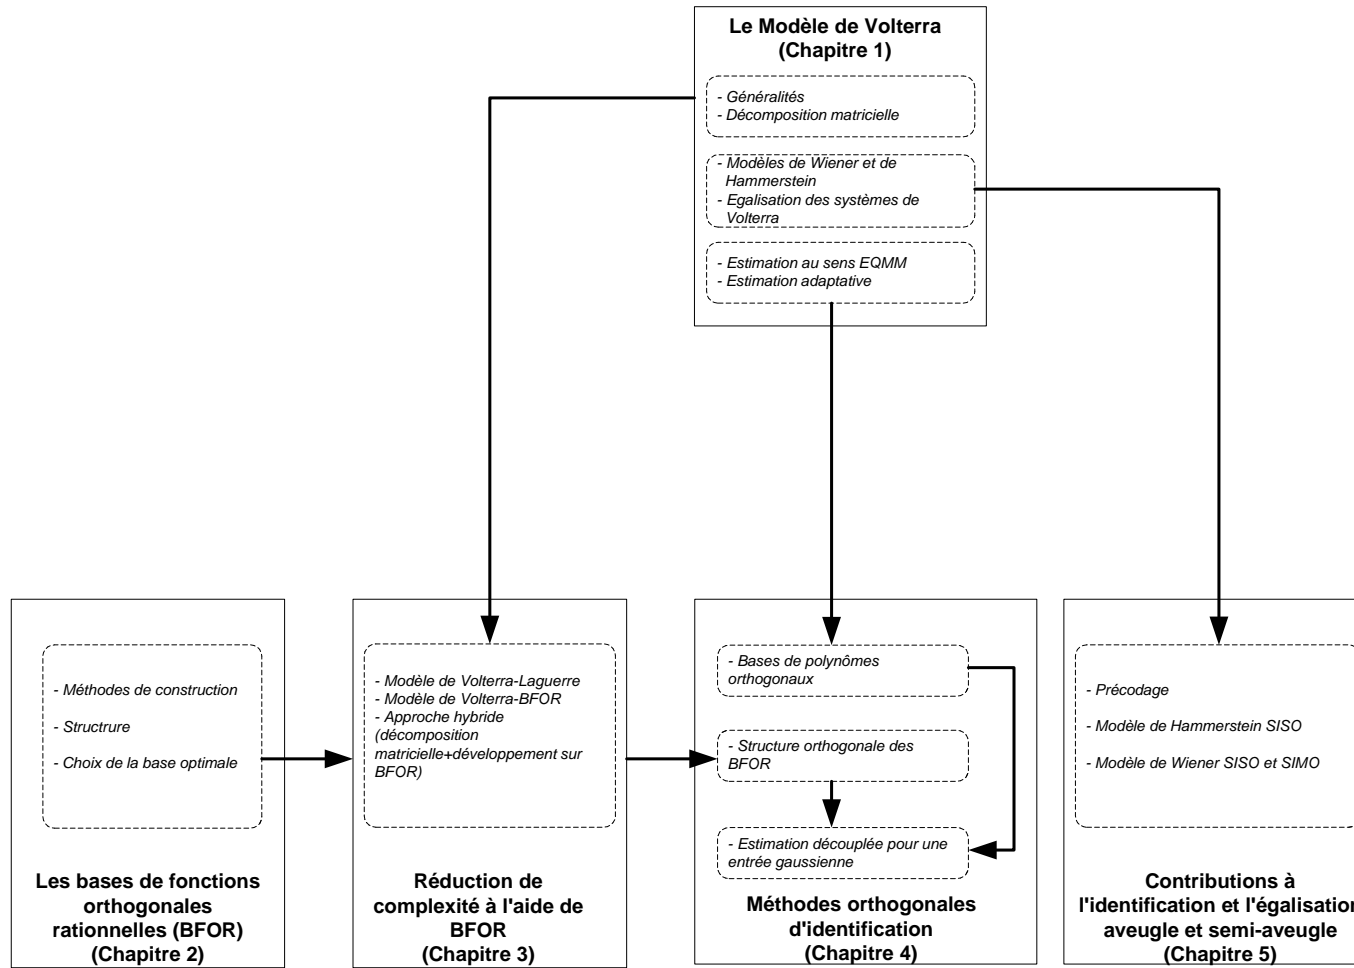 Le Modèle de Volterra
(Chapitre 1)
- Généralités
- Décomposition matricielle
- Modèles de Wiener et de
Hammerstein
- Egalisation des systèmes de
Volterra
- Estimation au sens EQMM
- Estimation adaptative
- Méthodes de construction
- Structrure
- Choix de la base optimale
Les bases de fonctions
orthogonales
rationnelles (BFOR)
(Chapitre 2)
- Modèle de Volterra-Laguerre
- Modèle de Volterra-BFOR
- Approche hybride
(décomposition
matricielle+développement sur
BFOR)
Réduction de
complexité à l'aide de
BFOR
(Chapitre 3)
- Bases de polynômes
orthogonaux
- Structure orthogonale des
BFOR
- Estimation découplée pour une
entrée gaussienne
Méthodes orthogonales
d'identification
(Chapitre 4)
- Précodage
- Modèle de Hammerstein SISO
- Modèle de Wiener SISO et SIMO
Contributions à
l'identification et l'égalisation
aveugle et semi-aveugle
(Chapitre 5)